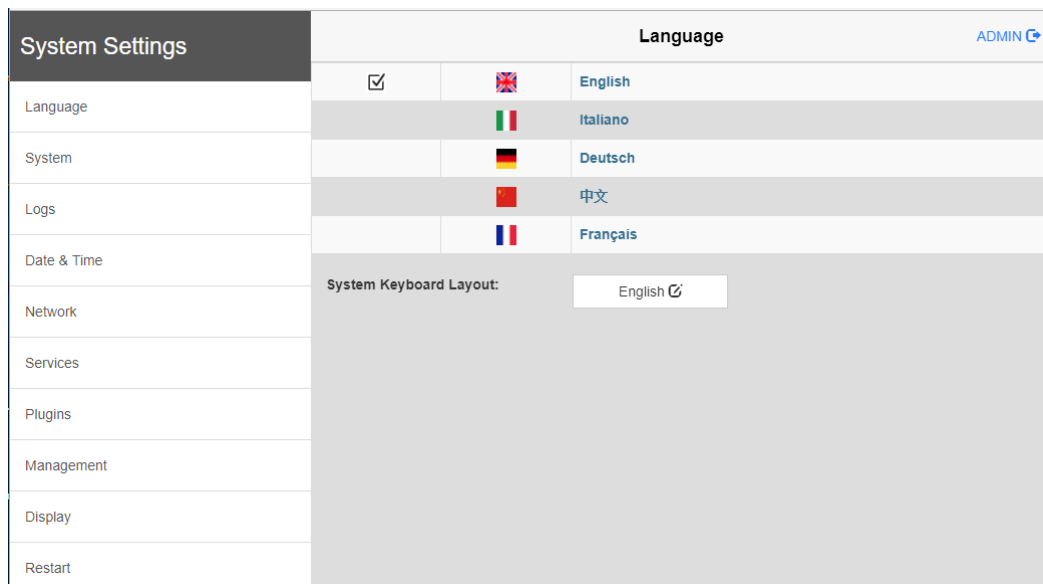 System Settings
Language
System
Logs
Date & Time
Network
Services
Plugins
Management
Display
Restart
Language
ADMIN
English
Italiano
Deutsch
中文
Français
System Keyboard Layout:
English